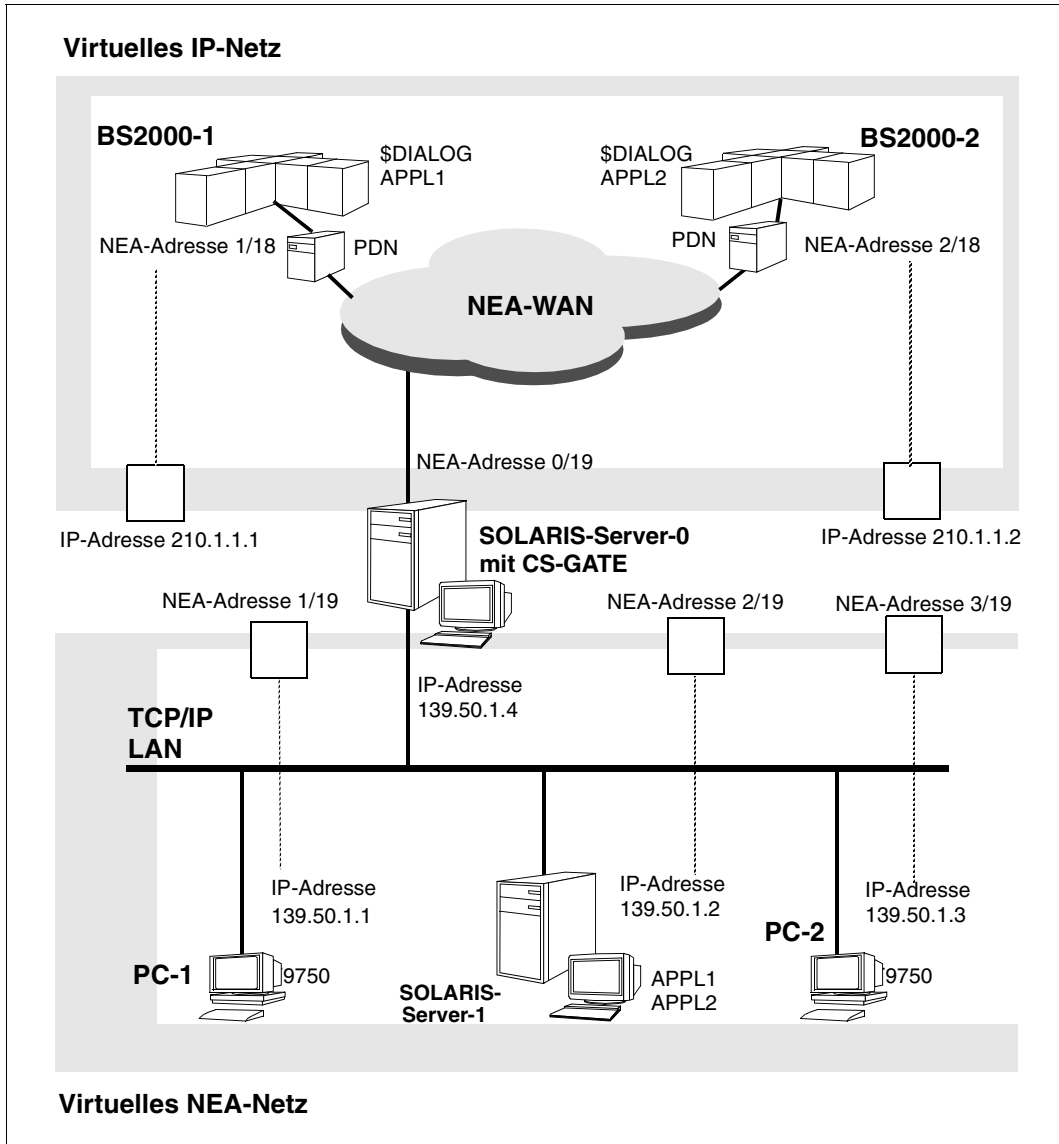 Virtuelles IP-Netz
BS2000-1
$DIALOG
APPL1
$DIALOG
APPL2
BS2000-2
NEA-Adresse 1/18
PDN
PDN
NEA-Adresse 2/18
NEA-WAN
NEA-Adresse 0/19
IP-Adresse 210.1.1.1
SOLARIS-Server-0
mit CS-GATE
IP-Adresse 210.1.1.2
NEA-Adresse 1/19
NEA-Adresse 2/19
NEA-Adresse 3/19
IP-Adresse
139.50.1.4
TCP/IP
LAN
IP-Adresse
139.50.1.1
IP-Adresse
139.50.1.2
IP-Adresse
139.50.1.3
PC-1
9750
SOLARIS-
Server-1
APPL1
APPL2
PC-2
9750
Virtuelles NEA-Netz